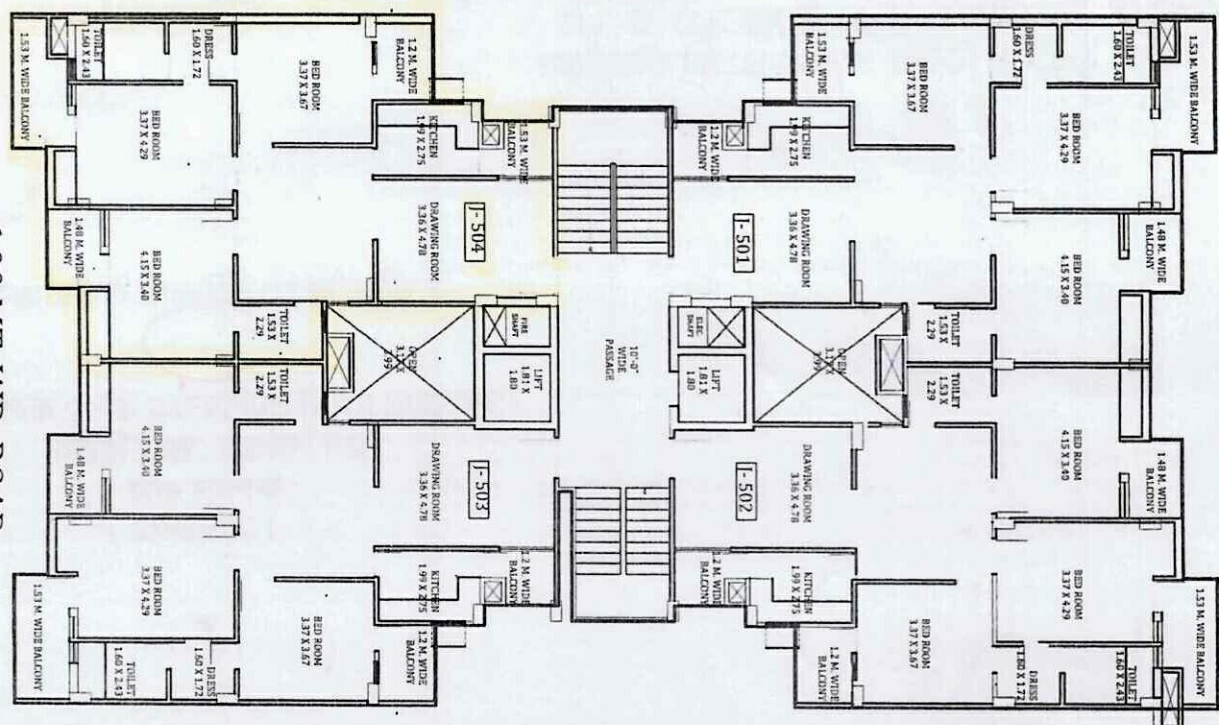 1.53 M. WIDE BALCONY
TOILET
1.60 X 2.43
DRESS
1.60 X 1.72
BED ROOM
3.37 X 3.67
1.2 M. WIDE
BALCONY
BED ROOM
3.37 X 4.29
KITCHEN
1.99 X 2.75
1.53 M. WIDE
BALCONY
DRAWING ROOM
3.36 X 4.78
J-504
1.48 M. WIDE
BALCONY
BED ROOM
4.15 X 3.40
TOILET
1.53 X
2.29
OPEN
FIRE
SHAFT
LIFT
1.81 X
1.80
1.53 M. WIDE
BALCONY
BED ROOM
3.37 X 3.67
DRESS
1.60 X 1.72
TOILET
1.60 X 2.43
1.53 M. WIDE BALCONY
1.2 M. WIDE
BALCONY
KITCHEN
1.99 X 2.75
BED ROOM
3.37 X 4.29
J-501
DRAWING ROOM
3.36 X 4.78
BED ROOM
4.15 X 3.40
1.48 M. WIDE
BALCONY
10'-0"
WIDE
PASSAGE
ELEC
SHAFT
LIFT
1.81 X
1.80
OPEN
TOILET
1.53 X
2.29
TOILET
1.53 X
2.29
BED ROOM
4.15 X 3.40
1.48 M. WIDE
BALCONY
DRAWING ROOM
3.36 X 4.78
J-503
BED ROOM
3.37 X 4.29
KITCHEN
1.99 X 2.75
1.2 M. WIDE
BALCONY
1.57 M. WIDE BALCONY
TOILET
1.60 X 2.43
DRESS
1.60 X 1.72
BED ROOM
3.37 X 3.67
1.2 M. WIDE
BALCONY
J-502
DRAWING ROOM
3.36 X 4.78
TOILET
1.53 X
2.29
BED ROOM
4.15 X 3.40
1.48 M. WIDE
BALCONY
1.2 M. WIDE
BALCONY
KITCHEN
1.99 X 2.75
BED ROOM
3.37 X 4.29
1.2 M. WIDE
BALCONY
BED ROOM
3.37 X 3.67
DRESS
1.60 X 1.72
TOILET
1.60 X 2.43
1.53 M. WIDE BALCONY